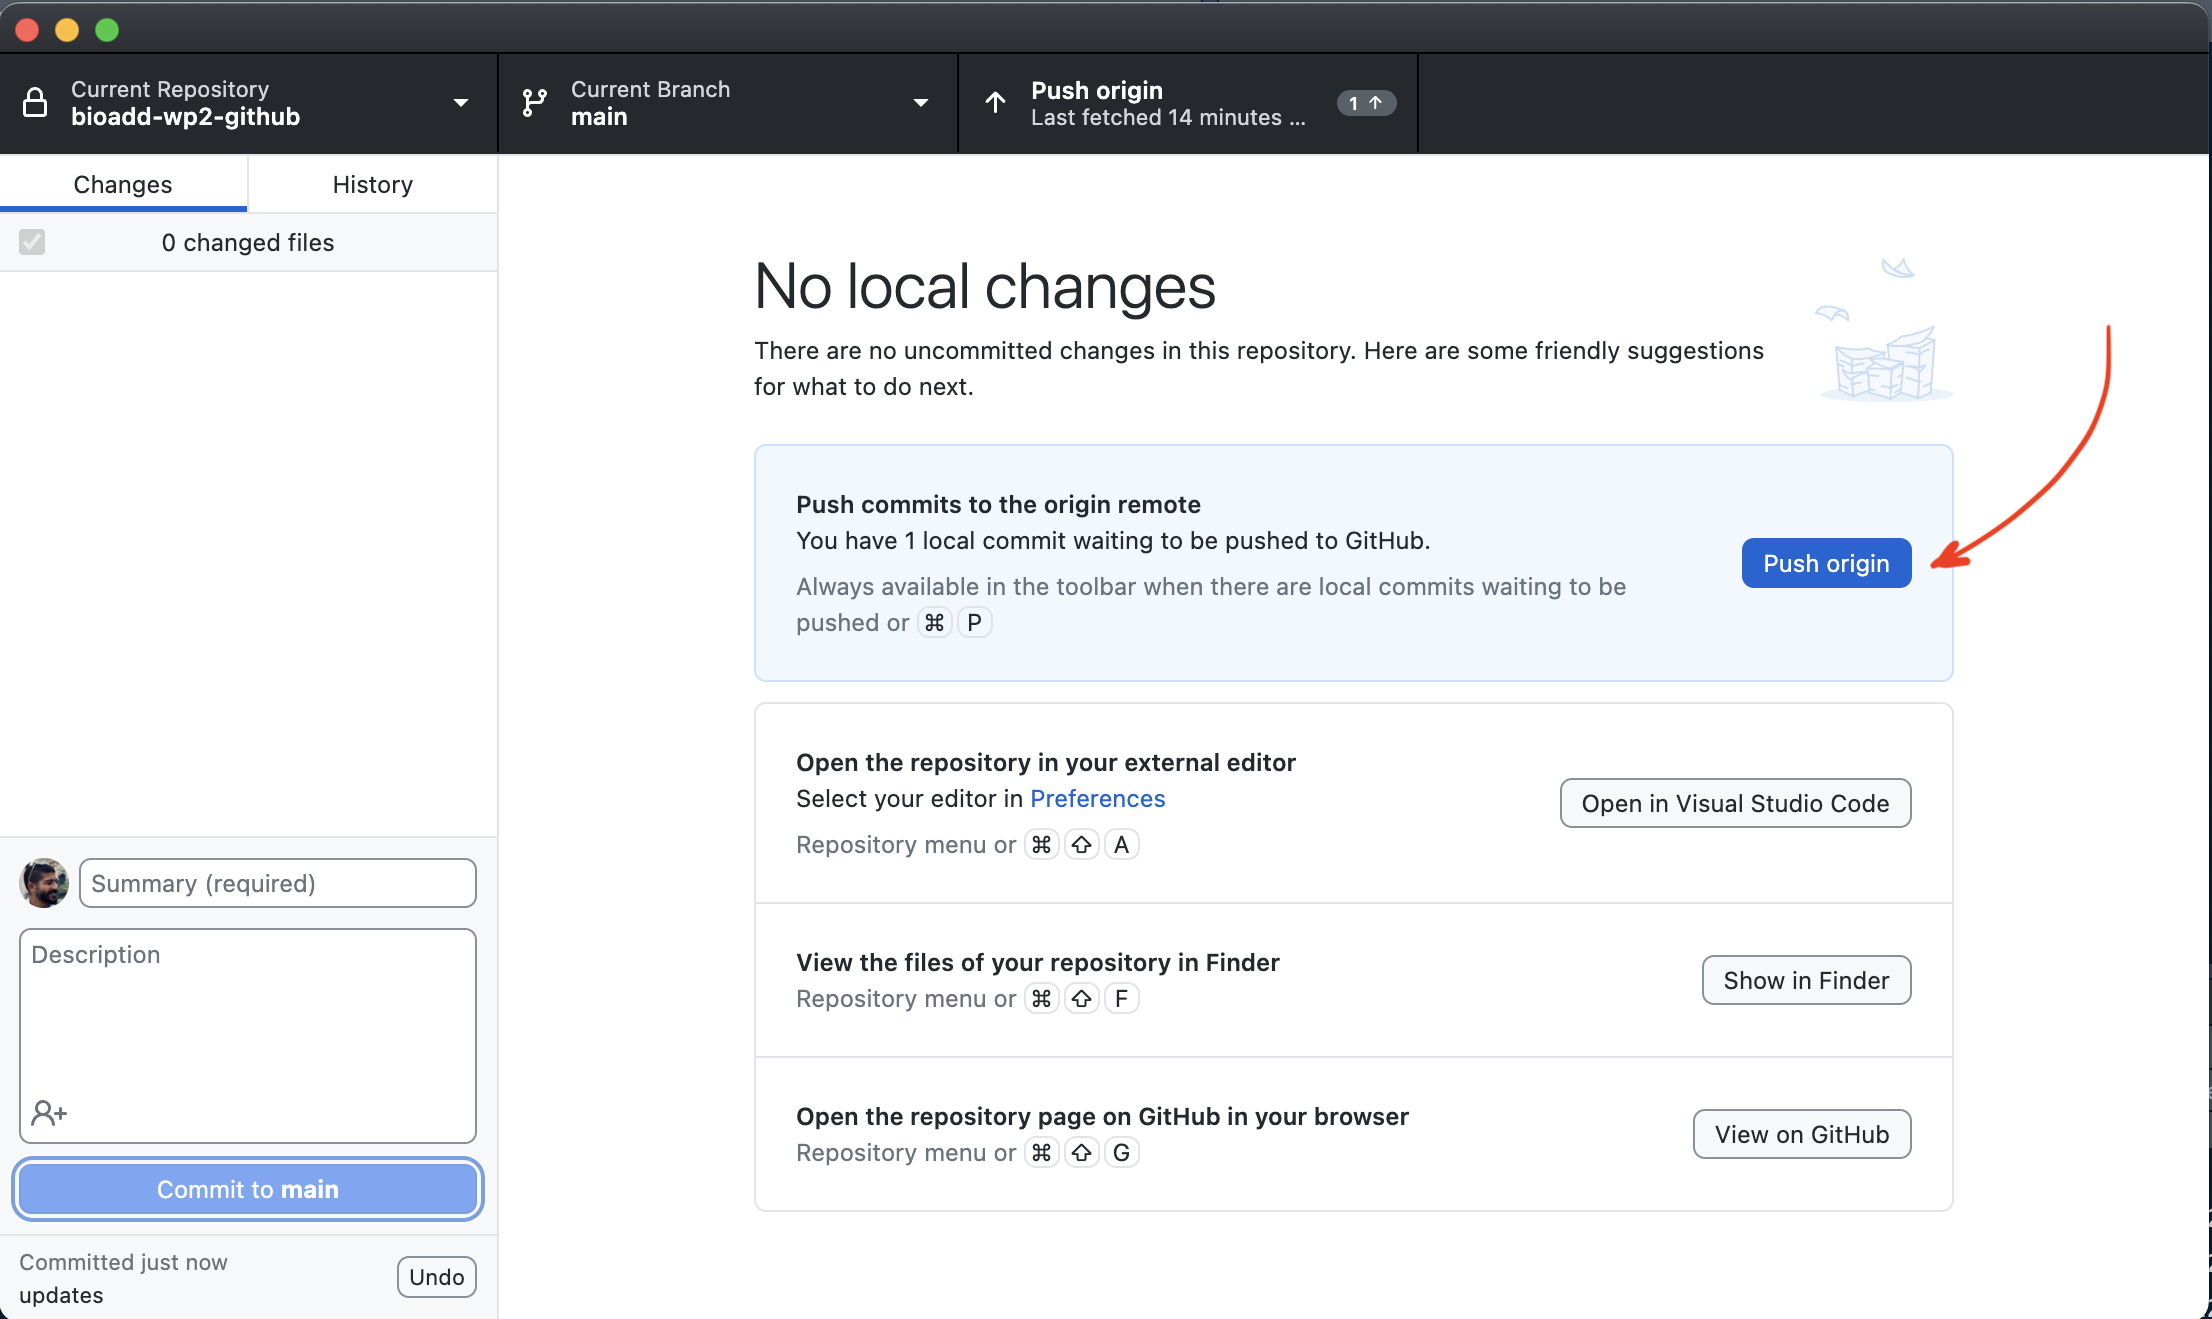 Current Repository
bioadd-wp2-github
Current Branch
main
Push origin
Last fetched 14 minutes ...
1 ↑
Changes
History
0 changed files
No local changes
There are no uncommitted changes in this repository. Here are some friendly suggestions
for what to do next.
Push commits to the origin remote
You have 1 local commit waiting to be pushed to GitHub.
Always available in the toolbar when there are local commits waiting to be
pushed or ⌘ P
Push origin
Open the repository in your external editor
Select your editor in Preferences
Repository menu or ⌘ ⇧ A
Open in Visual Studio Code
View the files of your repository in Finder
Repository menu or ⌘ ⇧ F
Show in Finder
Open the repository page on GitHub in your browser
Repository menu or ⌘ ⇧ G
View on GitHub
Summary (required)
Description
Commit to main
Committed just now
updates
Undo